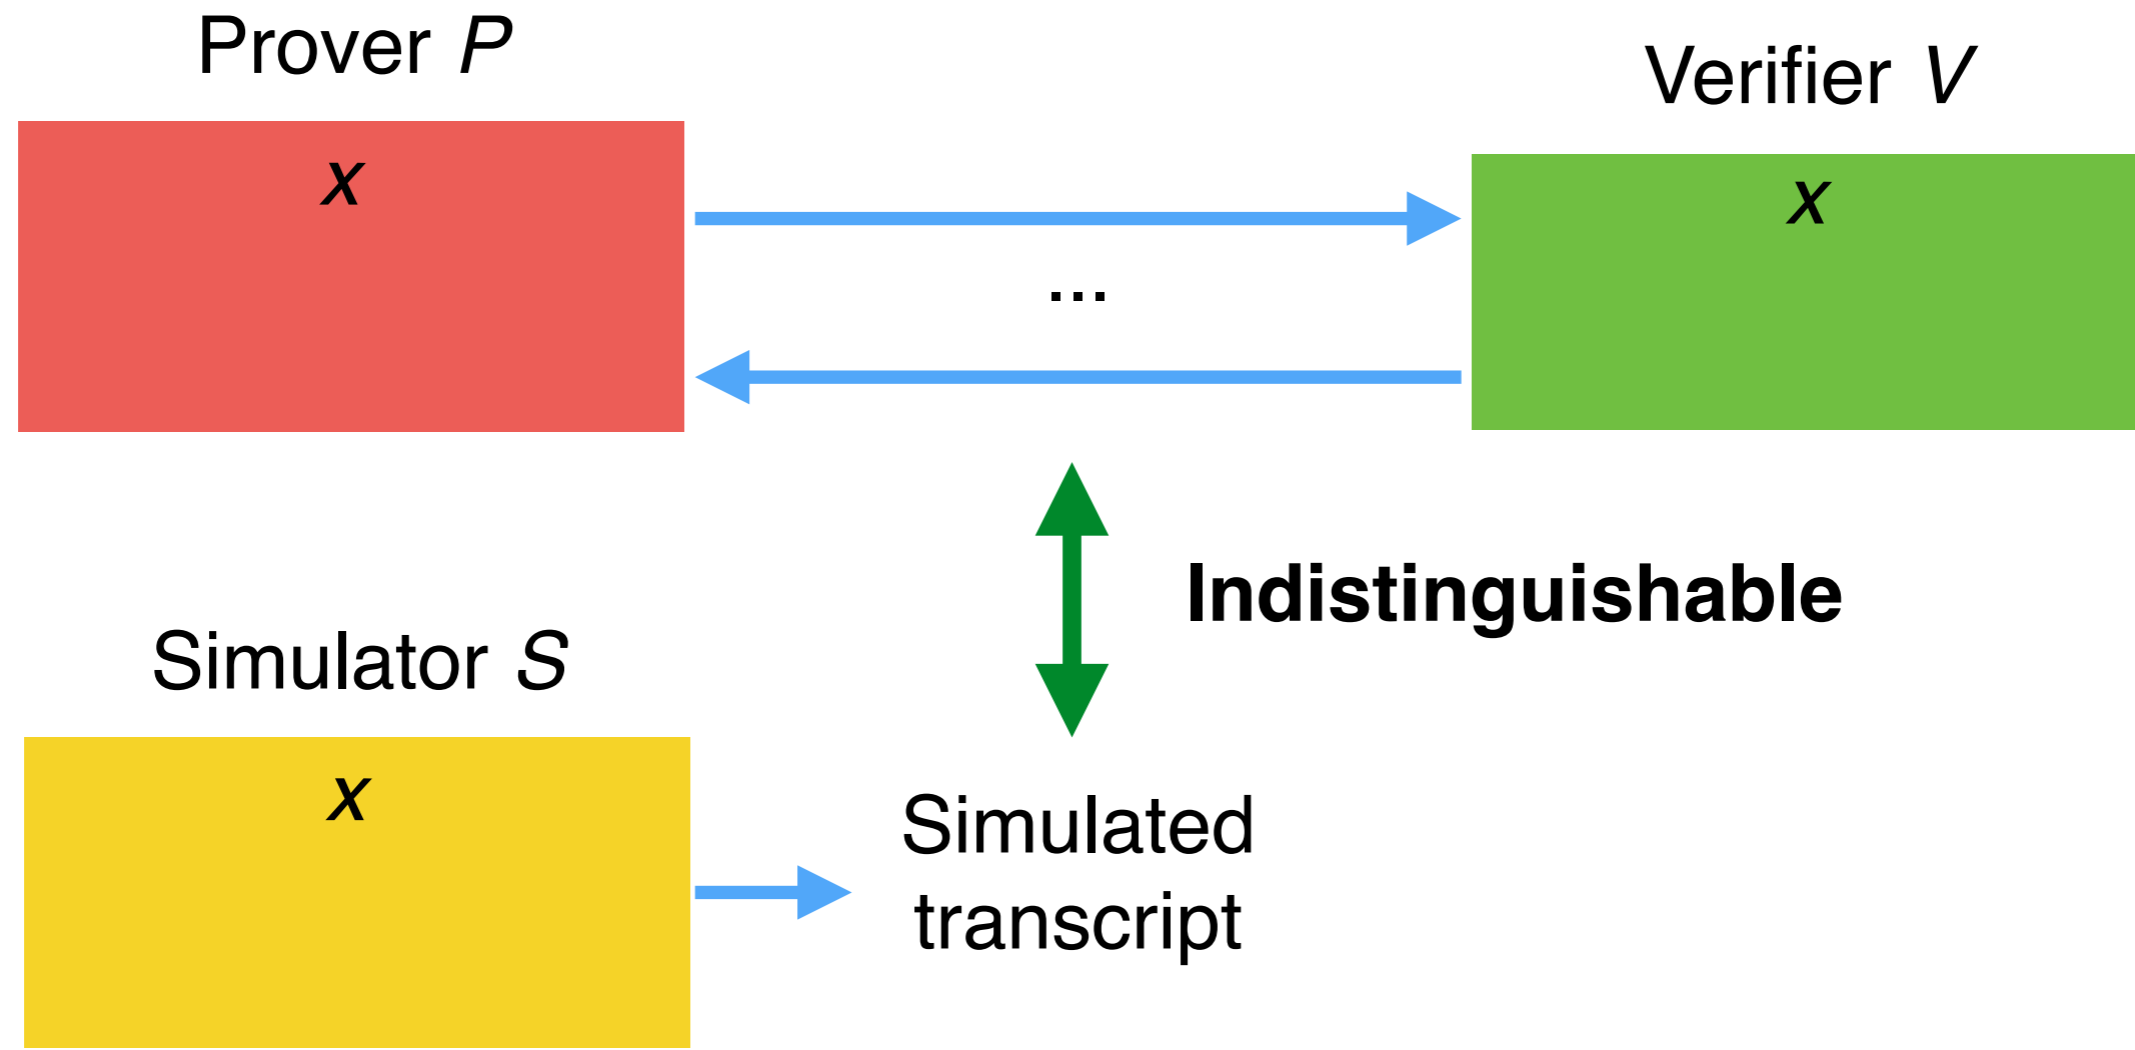 Prover P
Verifier V
x
x
...
Indistinguishable
Simulator S
x
Simulated
transcript